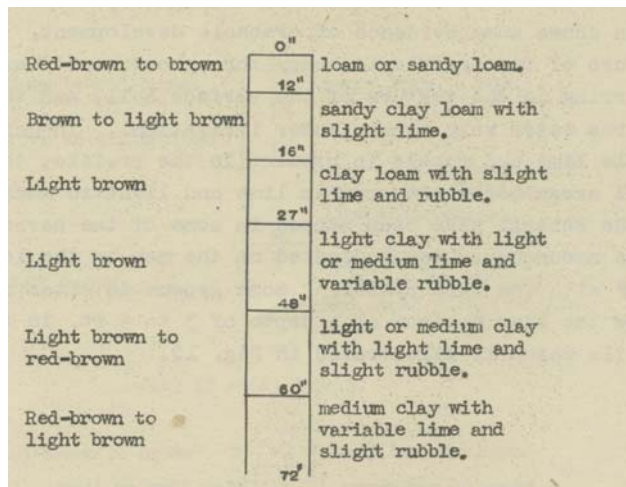 0"
Red-brown to brown
loam or sandy loam.
12"
Brown to light brown
sandy clay loam with
slight lime.
16"
Light brown
clay loam with slight
lime and rubble.
27"
Light brown
light clay with light
or medium lime and
variable rubble.
48"
Light brown to
red-brown
light or medium clay
with light lime and
slight rubble.
60"
Red-brown to
light brown
medium clay with
variable lime and
slight rubble.
72"